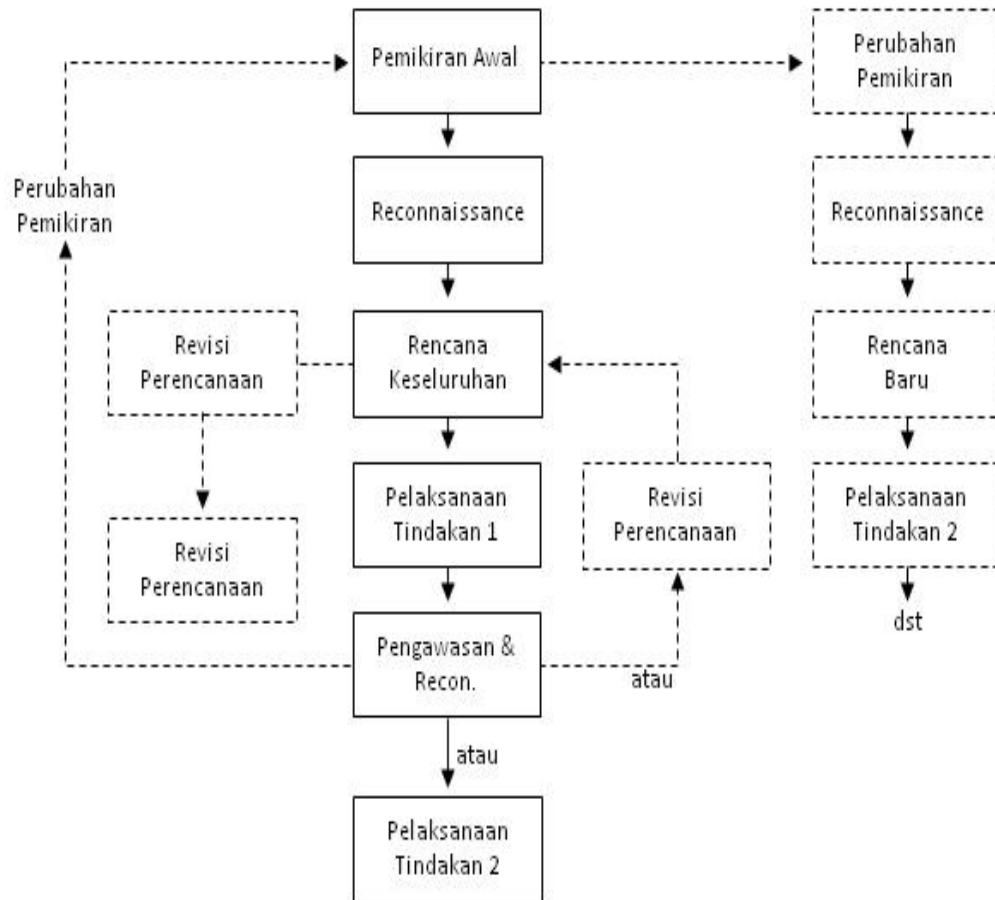 Pemikiran Awal
Perubahan
Pemikiran
Perubahan
Pemikiran
Reconnaissance
Reconnaissance
Revisi
Perencanaan
Rencana
Keseluruhan
Rencana
Baru
Revisi
Perencanaan
Pelaksanaan
Tindakan 1
Revisi
Perencanaan
Pelaksanaan
Tindakan 2
Pengawasan &
Recon.
atau
dst
atau
Pelaksanaan
Tindakan 2